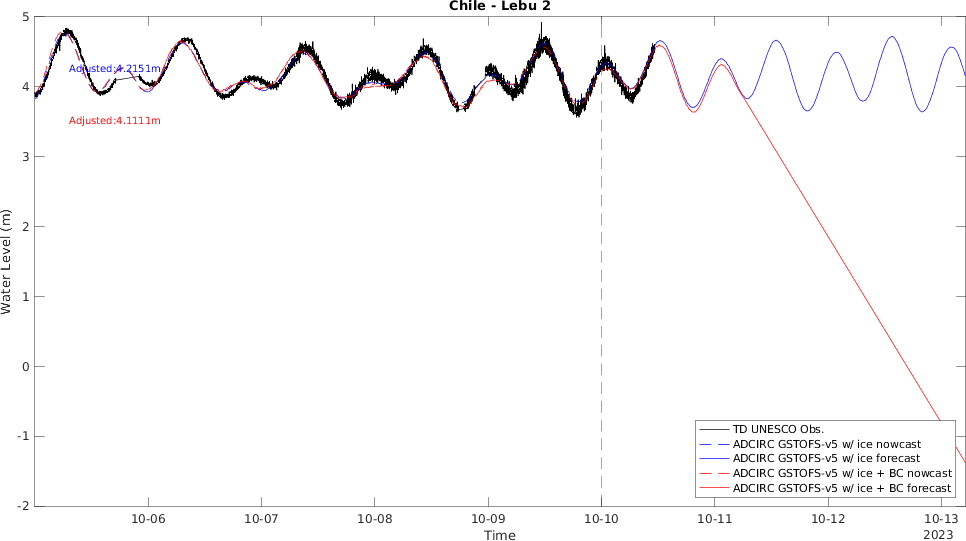 Chile - Lebu 2
5
4
3
2
1
0
-1
-2
Water Level (m)
Adjusted:4.2151m
Adjusted:4.1111m
TD UNESCO Obs.
ADCIRC GSTOFS-v5 w/ ice nowcast
ADCIRC GSTOFS-v5 w/ ice forecast
ADCIRC GSTOFS-v5 w/ ice + BC nowcast
ADCIRC GSTOFS-v5 w/ ice + BC forecast
10-06 10-07 10-08 10-09 10-10 10-11 10-12 10-13
2023
Time